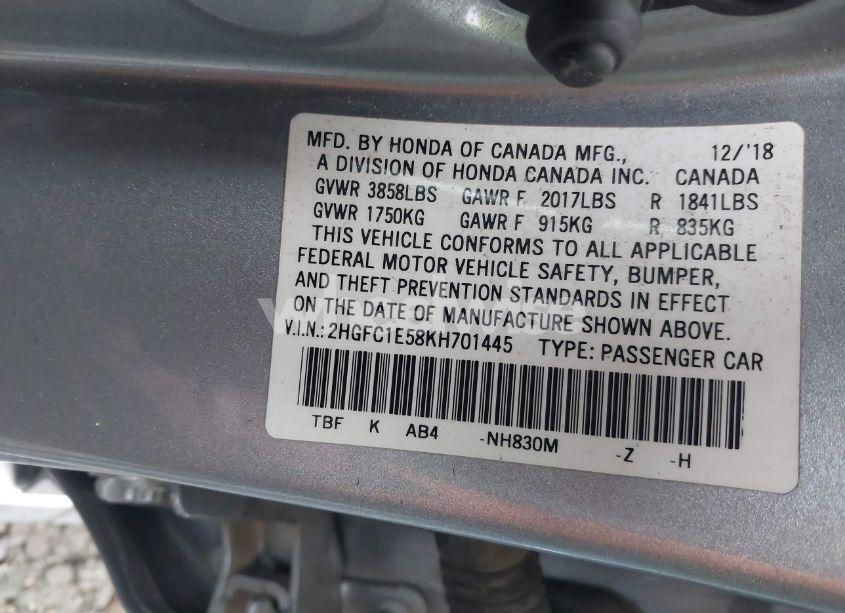 MFD. BY HONDA OF CANADA MFG., 12/'18
A DIVISION OF HONDA CANADA INC. CANADA
GVWR 3858LBS GAWR F 2017LBS R 1841LBS
GVWR 1750KG GAWR F 915KG R 835KG
THIS VEHICLE CONFORMS TO ALL APPLICABLE
FEDERAL MOTOR VEHICLE SAFETY, BUMPER,
AND THEFT PREVENTION STANDARDS IN EFFECT
ON THE DATE OF MANUFACTURE SHOWN ABOVE.
V.I.N.: 2HGFC1E58KH701445 TYPE: PASSENGER CAR
TBF K AB4 -NH830M -Z -H